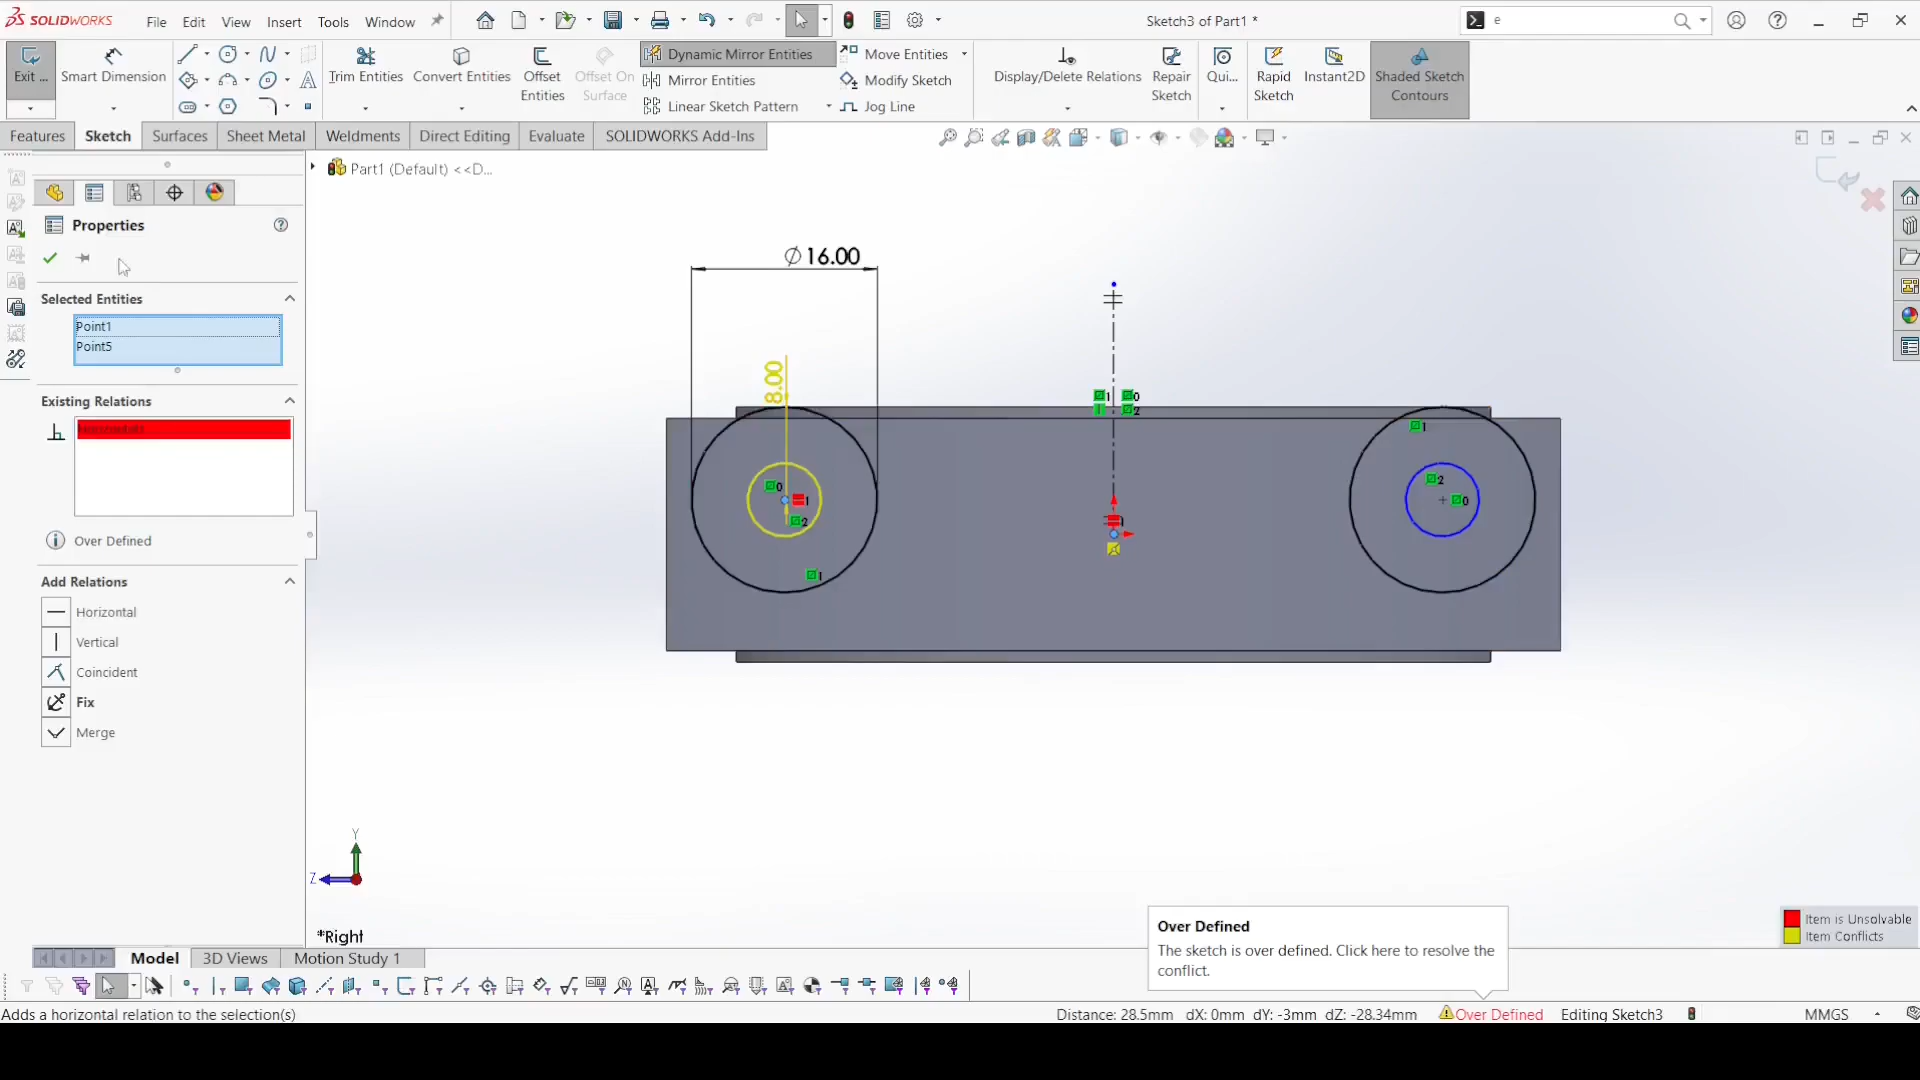 SOLIDWORKS
File Edit View Insert Tools Window
Sketch3 of Part1 *
e
Exit ...
Smart Dimension
Trim Entities
Convert Entities
Offset Entities
Offset On Surface
Dynamic Mirror Entities
Mirror Entities
Linear Sketch Pattern
Move Entities
Modify Sketch
Jog Line
Display/Delete Relations
Repair Sketch
Qui...
Rapid Sketch
Instant2D
Shaded Sketch Contours
Features Sketch Surfaces Sheet Metal Weldments Direct Editing Evaluate SOLIDWORKS Add-Ins
Part1 (Default) <<D...
Properties
Selected Entities
Point1
Point5
Existing Relations
Over Defined
Add Relations
Horizontal
Vertical
Coincident
Fix
Merge
∅ 16.00
8.00
Y
Z
*Right
Over Defined
The sketch is over defined. Click here to resolve the
conflict.
Item is Unsolvable
Item Conflicts
Model 3D Views Motion Study 1
Adds a horizontal relation to the selection(s)
Distance: 28.5mm dX: 0mm dY: -3mm dZ: -28.34mm Over Defined Editing Sketch3 MMGS